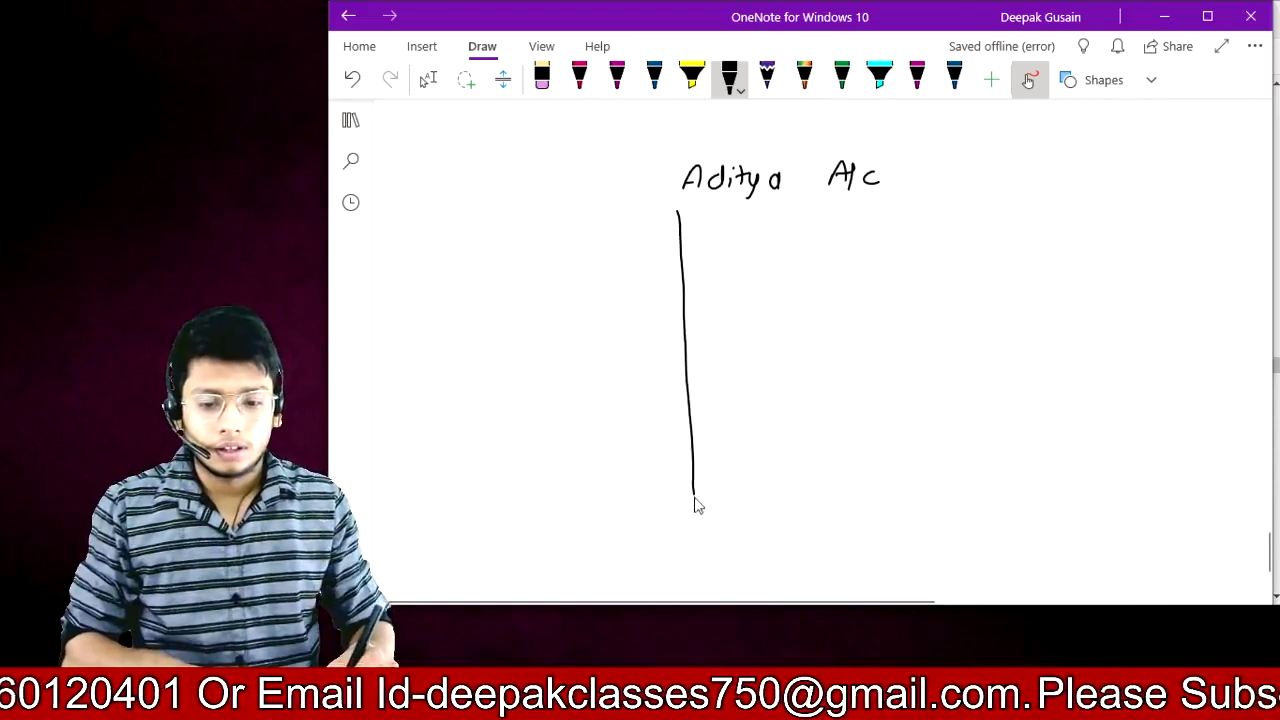 OneNote for Windows 10
Deepak Gusain
Home Insert Draw View Help
Saved offline (error)
Share
Shapes
Aditya A/c
60120401 Or Email Id-deepakclasses750@gmail.com. Please Subs